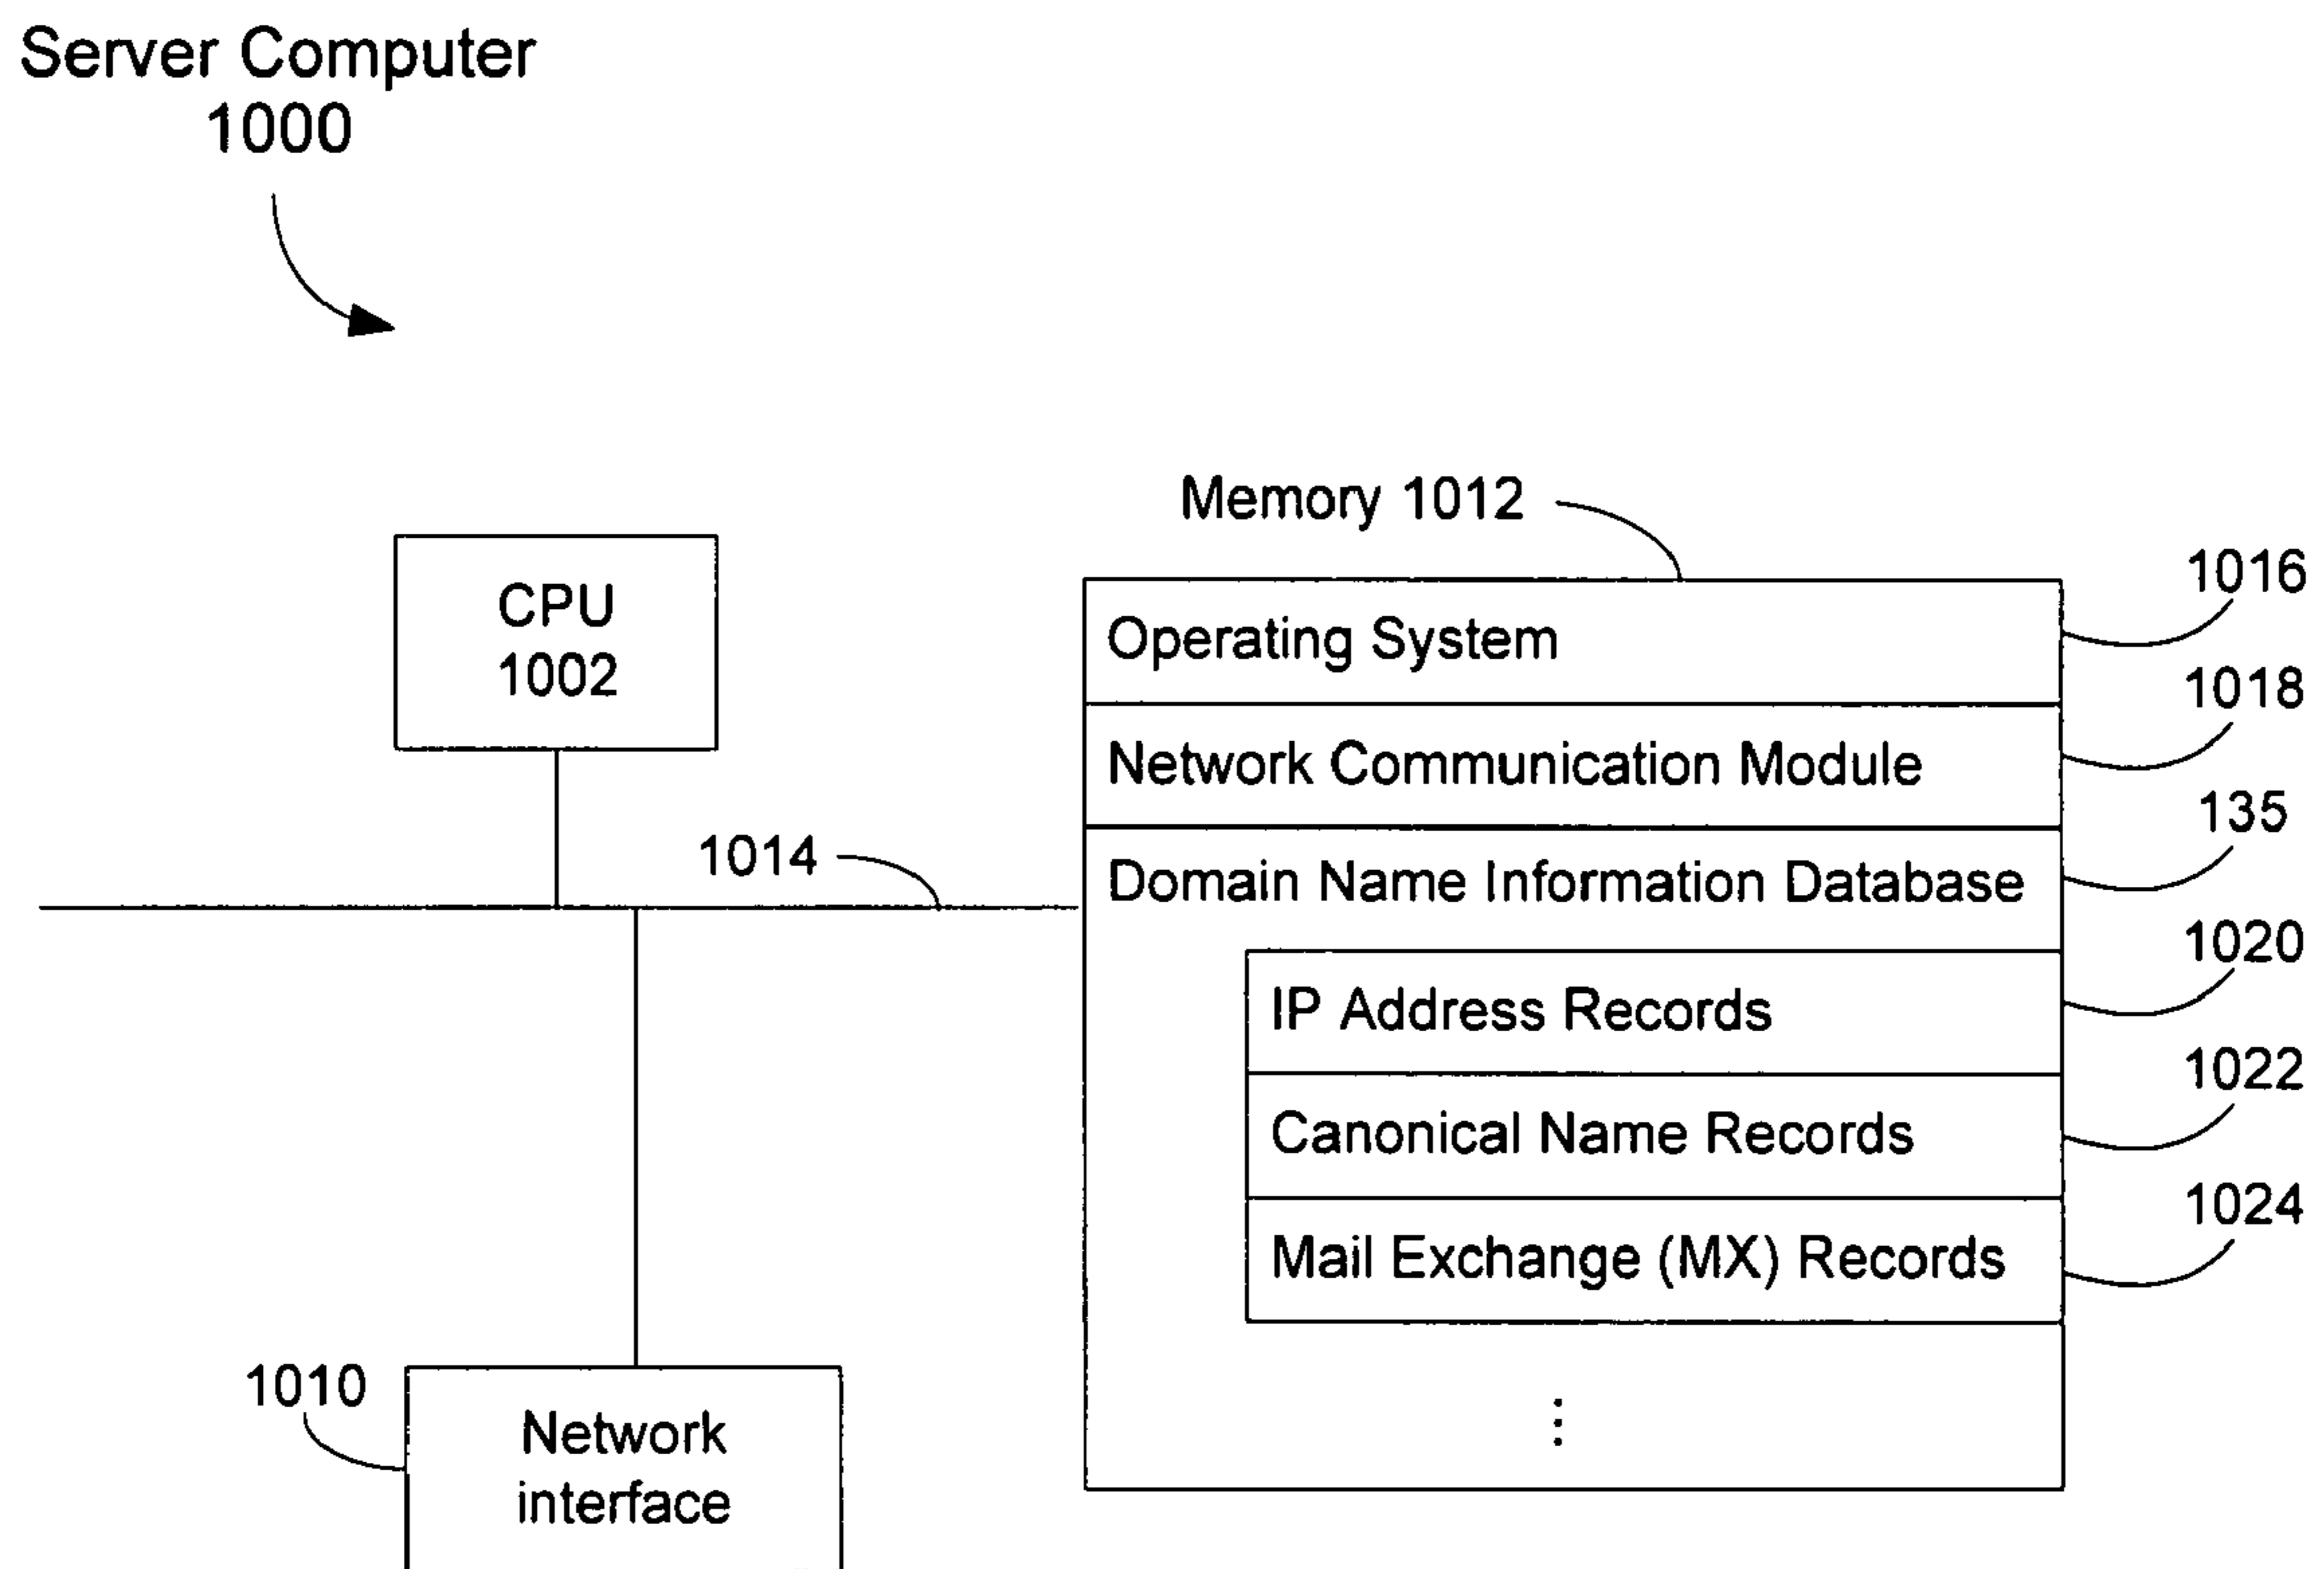 Server Computer
1000
Memory 1012
1016
CPU
1002
Operating System
1018
Network Communication Module
135
1014
Domain Name Information Database
1020
IP Address Records
1022
Canonical Name Records
1024
Mail Exchange (MX) Records
1010
Network
interface